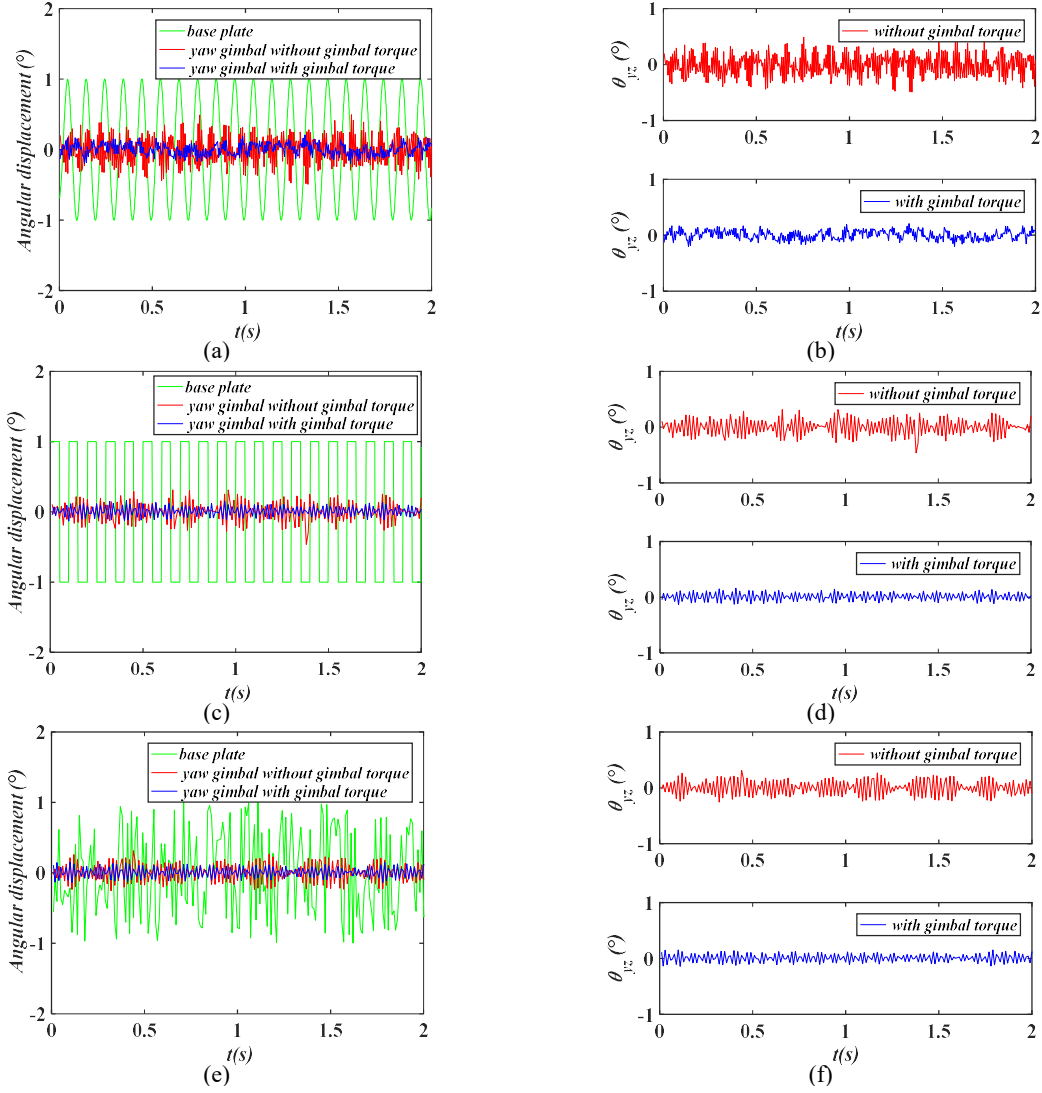 2
base plate
yaw gimbal without gimbal torque
yaw gimbal with gimbal torque
1
0
-1
-2
0 0.5 1 1.5 2
Angular displacement (°)
t(s)
(a)
1
without gimbal torque
0
-1
θ2,i' (°)
0 0.5 1 1.5 2
1
with gimbal torque
0
-1
θ2,i' (°)
0 0.5 1 1.5 2
t(s)
(b)
2
base plate
yaw gimbal without gimbal torque
yaw gimbal with gimbal torque
1
0
-1
-2
0 0.5 1 1.5 2
Angular displacement (°)
t(s)
(c)
1
without gimbal torque
0
-1
θ2,i' (°)
0 0.5 1 1.5 2
1
with gimbal torque
0
-1
θ2,i' (°)
0 0.5 1 1.5 2
t(s)
(d)
2
base plate
yaw gimbal without gimbal torque
yaw gimbal with gimbal torque
1
0
-1
-2
0 0.5 1 1.5 2
Angular displacement (°)
t(s)
(e)
1
without gimbal torque
0
-1
θ2,i' (°)
0 0.5 1 1.5 2
1
with gimbal torque
0
-1
θ2,i' (°)
0 0.5 1 1.5 2
t(s)
(f)